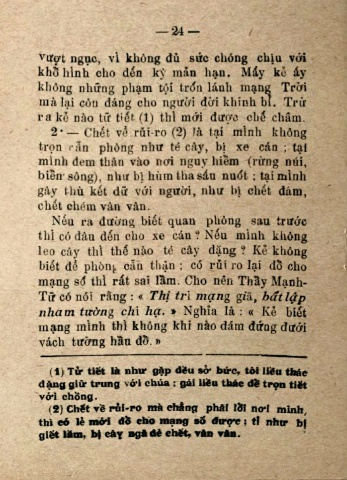 — 24 —
vượt ngục, vì không đủ sức chóng chịu với
khổ hình cho đến kỳ mản hạn. Mấy kẻ ấy
không những phạm tội trốn lánh mạng Trời
mà lại còn đáng cho người đời khinh bỉ. Trừ
ra kẻ nào tử tiết (1) thì mới được chế châm.
2·— Chết về rủi-ro (2) là tại mình không
trọn cẩn phòng như té cây, bị xe cán ; tại
mình đem thân vào nơi nguy hiểm (rừng núi,
biển sông), như bị hùm tha sấu nuốt ; tại mình
gây thù kết dữ với người, như bị chết đâm,
chết chém vân vân.
Nếu ra đường biết quan phòng sau trước
thì có đâu đến cho xe cán ? Nếu mình không
leo cây thì thế nào té cây đặng ? Kẻ không
biết đề phòng cẩn thận ; có rủi ro lại đổ cho
mạng số thì rất sai lầm. Cho nên Thầy Mạnh-
Tử có nói rằng : « Thị tri mạng giả, bất lập
nham tường chi hạ. » Nghĩa là : « Kẻ biết
mạng mình thì không khi nào dám đứng dưới
vách tường hầu đổ. »
(1) Tử tiết là như gặp đều sở bức, tôi liều thác
đặng giữ trung với chúa ; gái liều thác để trọn tiết
với chồng.
(2) Chết về rủi-ro mà chẳng phải lỗi nơi mình,
thì có lẽ mới đổ cho mạng số được ; tỉ như bị
giết lầm, bị cây ngã đè chết, vân vân.